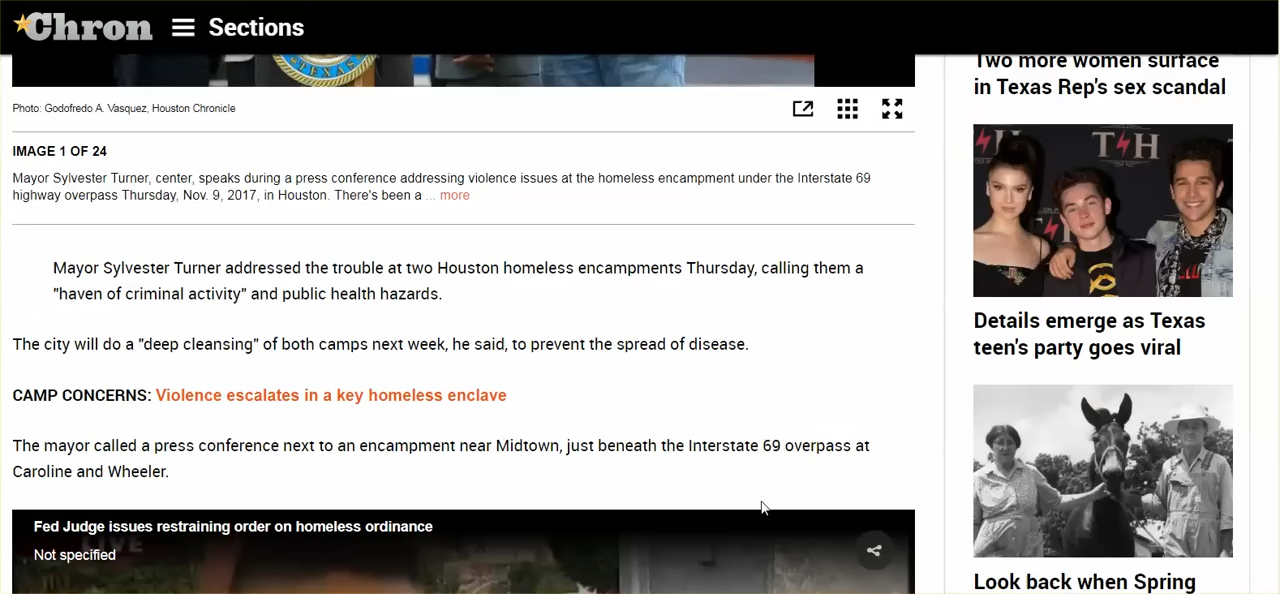 Chron
Sections
TEXAS
Photo: Godofredo A. Vasquez, Houston Chronicle
IMAGE 1 OF 24
Mayor Sylvester Turner, center, speaks during a press conference addressing violence issues at the homeless encampment under the Interstate 69
highway overpass Thursday, Nov. 9, 2017, in Houston. There's been a ... more
Mayor Sylvester Turner addressed the trouble at two Houston homeless encampments Thursday, calling them a
"haven of criminal activity" and public health hazards.
The city will do a "deep cleansing" of both camps next week, he said, to prevent the spread of disease.
CAMP CONCERNS: Violence escalates in a key homeless enclave
The mayor called a press conference next to an encampment near Midtown, just beneath the Interstate 69 overpass at
Caroline and Wheeler.
Fed Judge issues restraining order on homeless ordinance
LIVE
Not specified
Two more women surface
in Texas Rep's sex scandal
T H
Details emerge as Texas
teen's party goes viral
Look back when Spring